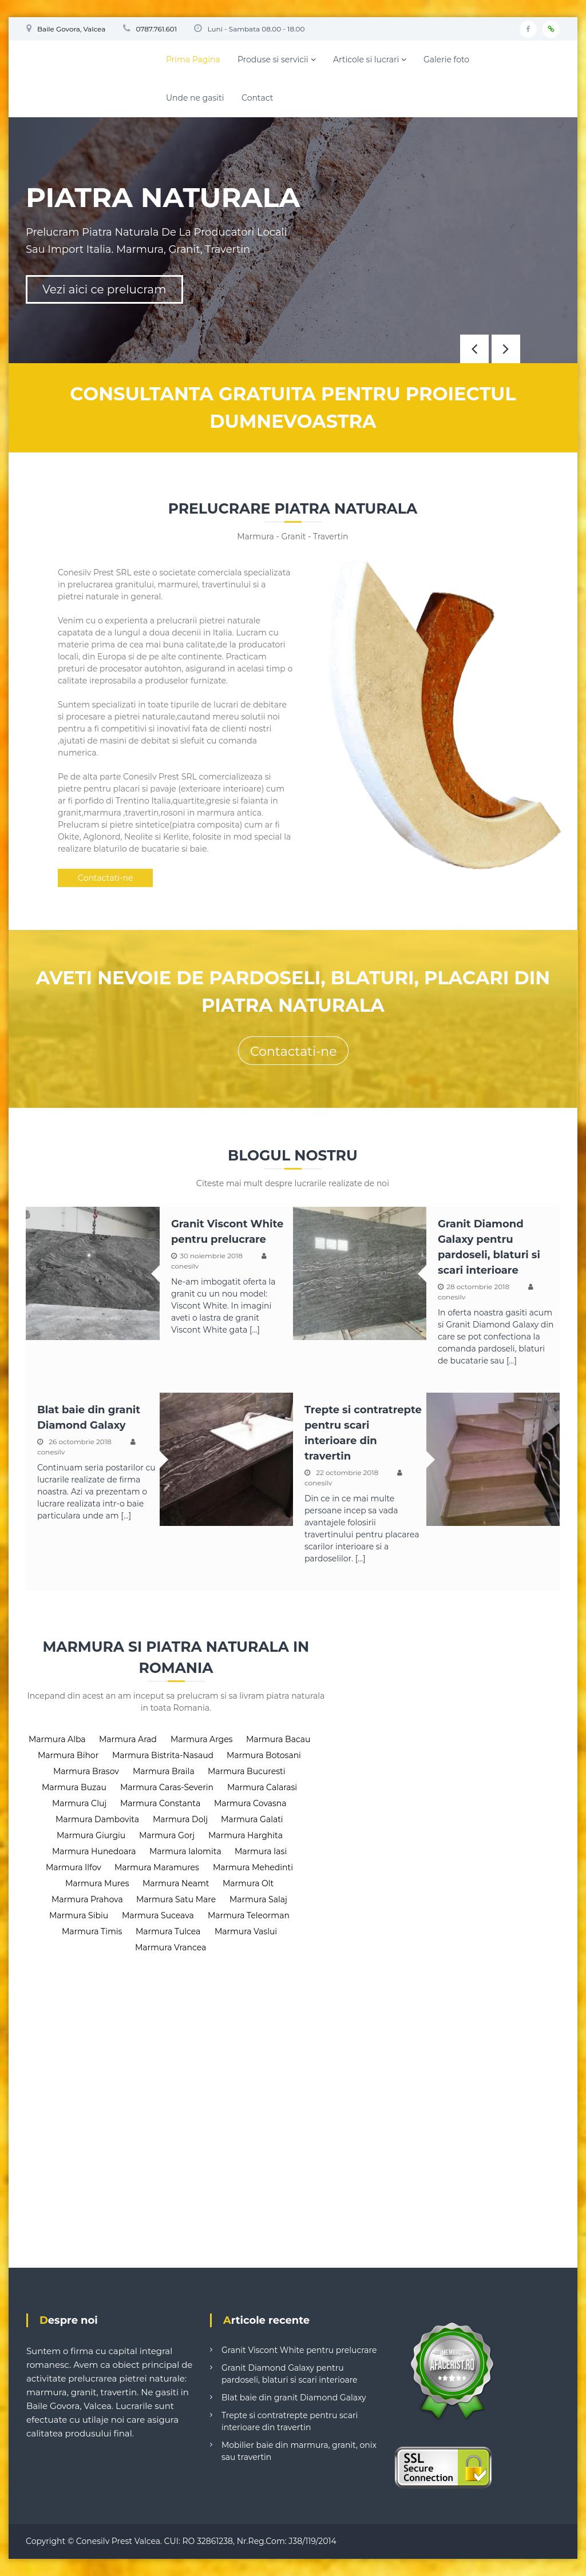 Baile Govora, Valcea 0787.761.601 Luni - Sambata 08.00 - 18.00
Prima Pagina Produse si servicii Articole si lucrari Galerie foto
Unde ne gasiti Contact
PIATRA NATURALA
Prelucram Piatra Naturala De La Producatori Locali
Sau Import Italia. Marmura, Granit, Travertin
Vezi aici ce prelucram
CONSULTANTA GRATUITA PENTRU PROIECTUL
DUMNEVOASTRA
PRELUCRARE PIATRA NATURALA
Marmura - Granit - Travertin
Conesilv Prest SRL este o societate comerciala specializata
in prelucrarea granitului, marmurei, travertinului si a
pietrei naturale in general.
Venim cu o experienta a prelucrarii pietrei naturale
capatata de a lungul a doua decenii in Italia. Lucram cu
materie prima de cea mai buna calitate,de la producatori
locali, din Europa si de pe alte continente. Practicam
preturi de procesator autohton, asigurand in acelasi timp o
calitate ireprosabila a produselor furnizate.
Suntem specializati in toate tipurile de lucrari de debitare
si procesare a pietrei naturale,cautand mereu solutii noi
pentru a fi competitivi si inovativi fata de clienti nostri
,ajutati de masini de debitat si slefuit cu comanda
numerica.
Pe de alta parte Conesilv Prest SRL comercializeaza si
pietre pentru placari si pavaje (exterioare interioare) cum
ar fi porfido di Trentino Italia,quartite,gresie si faianta in
granit,marmura ,travertin,rosoni in marmura antica.
Prelucram si pietre sintetice(piatra composita) cum ar fi
Okite, Aglonord, Neolite si Kerlite, folosite in mod special la
realizare blaturilo de bucatarie si baie.
Contactati-ne
AVETI NEVOIE DE PARDOSELI, BLATURI, PLACARI DIN
PIATRA NATURALA
Contactati-ne
BLOGUL NOSTRU
Citeste mai mult despre lucrarile realizate de noi
Granit Viscont White
pentru prelucrare
30 noiembrie 2018
conesilv
Ne-am imbogatit oferta la
granit cu un nou model:
Viscont White. In imagini
aveti o lastra de granit
Viscont White gata [...]
Granit Diamond
Galaxy pentru
pardoseli, blaturi si
scari interioare
28 octombrie 2018
conesilv
In oferta noastra gasiti acum
si Granit Diamond Galaxy din
care se pot confectiona la
comanda pardoseli, blaturi
de bucatarie sau [...]
Blat baie din granit
Diamond Galaxy
26 octombrie 2018
conesilv
Continuam seria postarilor cu
lucrarile realizate de firma
noastra. Azi va prezentam o
lucrare realizata intr-o baie
particulara unde am [...]
Trepte si contratrepte
pentru scari
interioare din
travertin
22 octombrie 2018
conesilv
Din ce in ce mai multe
persoane incep sa vada
avantajele folosirii
travertinului pentru placarea
scarilor interioare si a
pardoselilor. [...]
MARMURA SI PIATRA NATURALA IN
ROMANIA
Incepand din acest an am inceput sa prelucram si sa livram piatra naturala
in toata Romania.
Marmura Alba Marmura Arad Marmura Arges Marmura Bacau
Marmura Bihor Marmura Bistrita-Nasaud Marmura Botosani
Marmura Brasov Marmura Braila Marmura Bucuresti
Marmura Buzau Marmura Caras-Severin Marmura Calarasi
Marmura Cluj Marmura Constanta Marmura Covasna
Marmura Dambovita Marmura Dolj Marmura Galati
Marmura Giurgiu Marmura Gorj Marmura Harghita
Marmura Hunedoara Marmura Ialomita Marmura Iasi
Marmura Ilfov Marmura Maramures Marmura Mehedinti
Marmura Mures Marmura Neamt Marmura Olt
Marmura Prahova Marmura Satu Mare Marmura Salaj
Marmura Sibiu Marmura Suceava Marmura Teleorman
Marmura Timis Marmura Tulcea Marmura Vaslui
Marmura Vrancea
Despre noi
Suntem o firma cu capital integral
romanesc. Avem ca obiect principal de
activitate prelucrarea pietrei naturale:
marmura, granit, travertin. Ne gasiti in
Baile Govora, Valcea. Lucrarile sunt
efectuate cu utilaje noi care asigura
calitatea produsului final.
Articole recente
Granit Viscont White pentru prelucrare
Granit Diamond Galaxy pentru
pardoseli, blaturi si scari interioare
Blat baie din granit Diamond Galaxy
Trepte si contratrepte pentru scari
interioare din travertin
Mobilier baie din marmura, granit, onix
sau travertin
AFACERIST.RO
SSL
Secure
Connection
Copyright © Conesilv Prest Valcea. CUI: RO 32861238, Nr.Reg.Com: J38/119/2014